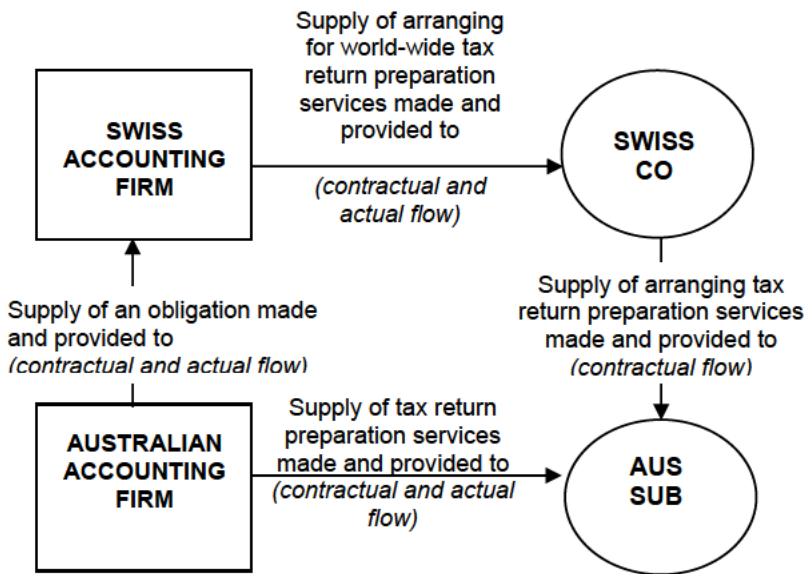 Supply of arranging
for world-wide tax
return preparation
services made and
provided to
SWISS
ACCOUNTING
FIRM
SWISS
CO
(contractual and
actual flow)
Supply of an obligation made
and provided to
(contractual and actual flow)
Supply of arranging tax
return preparation services
made and provided to
(contractual flow)
AUSTRALIAN
ACCOUNTING
FIRM
Supply of tax return
preparation services
made and provided to
(contractual and actual
flow)
AUS
SUB